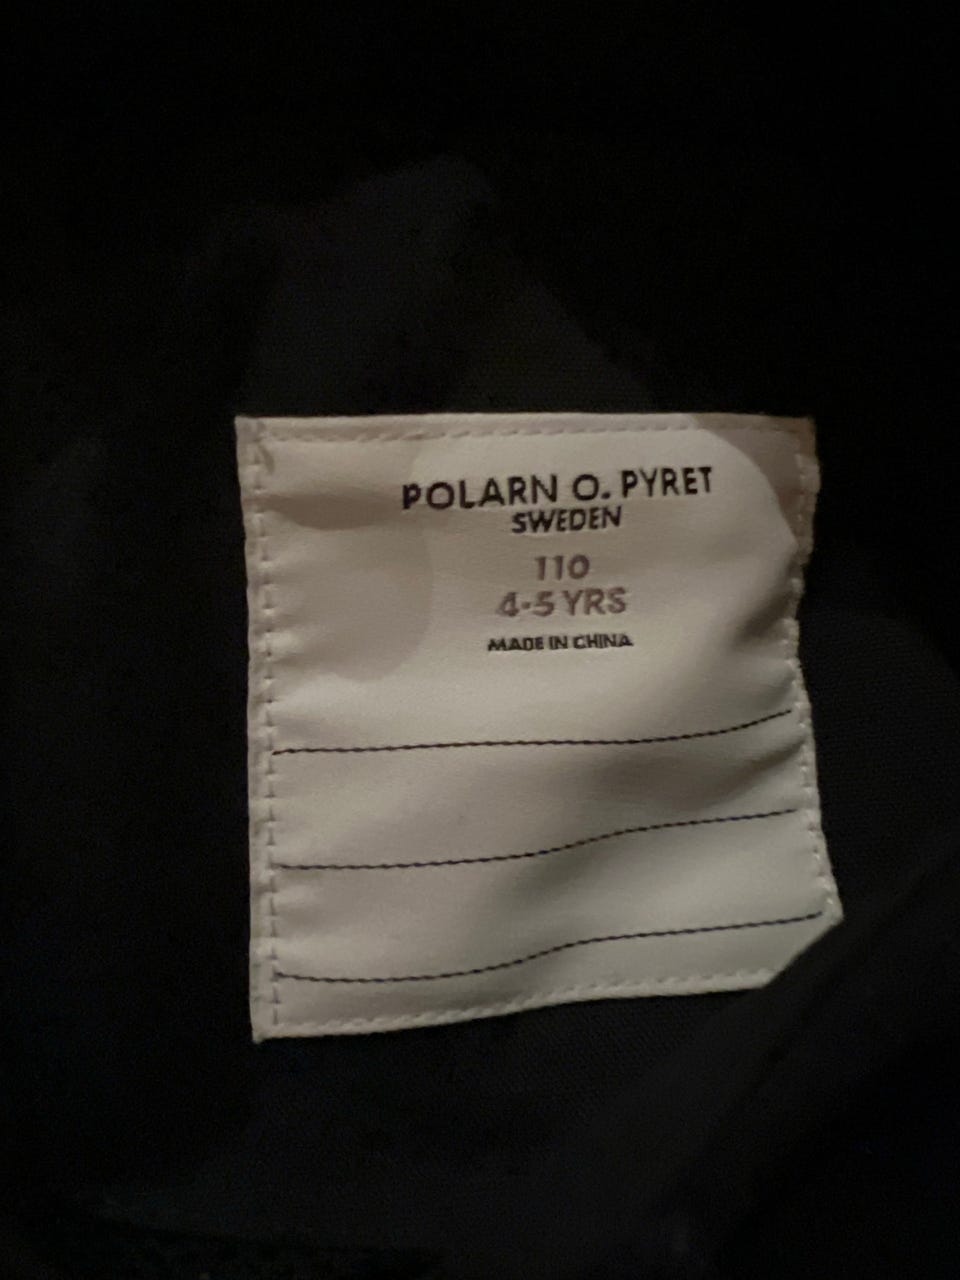 POLARN O. PYRET
SWEDEN
110
4-5 YRS
MADE IN CHINA